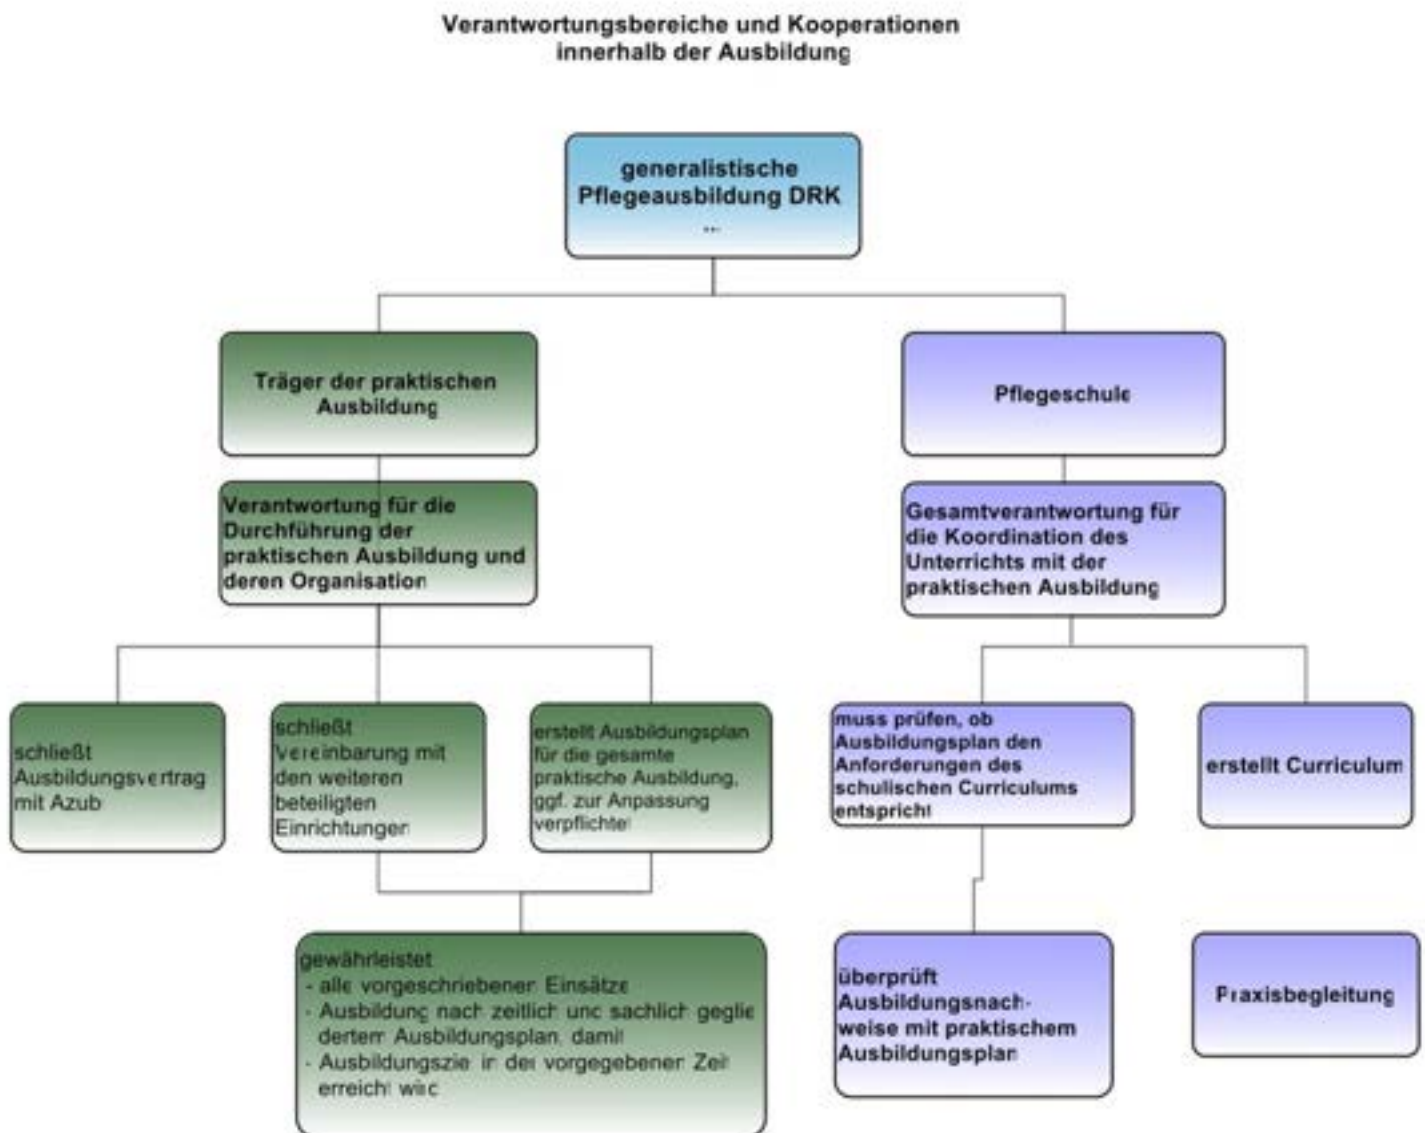 Verantwortungsbereiche und Kooperationen
innerhalb der Ausbildung
generalistische
Pflegeausbildung DRK
...
Träger der praktischen
Ausbildung
Pflegeschule
Verantwortung für die
Durchführung der
praktischen Ausbildung und
deren Organisation
Gesamtverantwortung für
die Koordination des
Unterrichts mit der
praktischen Ausbildung
schließt
Ausbildungsvertrag
mit Azub
schließt
Vereinbarung mit
den weiteren
beteiligten
Einrichtungen
erstellt Ausbildungsplan
für die gesamte
praktische Ausbildung,
ggf. zur Anpassung
verpflichtet
muss prüfen, ob
Ausbildungsplan den
Anforderungen des
schulischen Curriculums
entspricht
erstellt Curriculum
gewährleistet
- alle vorgeschriebenen Einsätze
- Ausbildung nach zeitlich und sachlich geglie
dertem Ausbildungsplan, damit
- Ausbildungsziel in der vorgegebenen Zeit
erreicht wird
überprüft
Ausbildungsnach-
weise mit praktischem
Ausbildungsplan
Praxisbegleitung